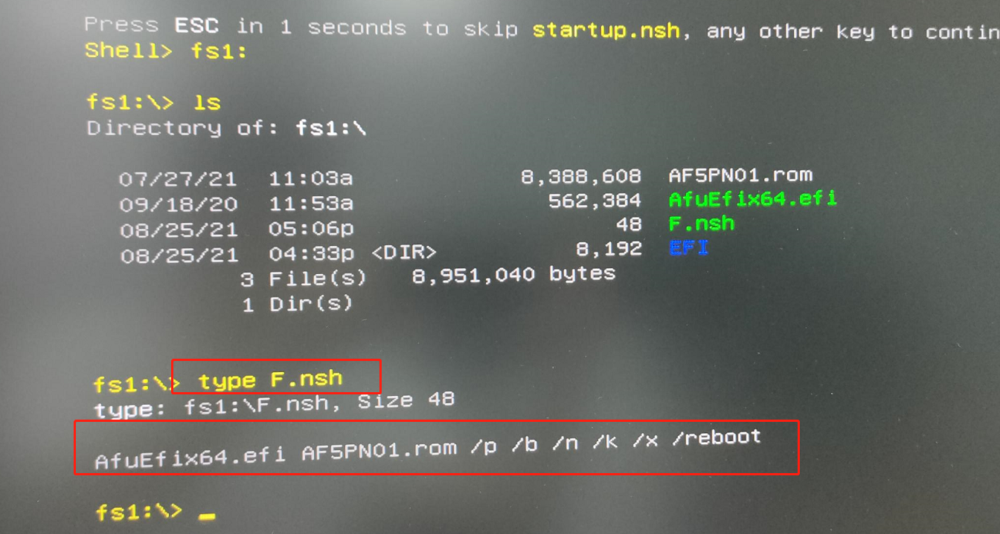 Press ESC in 1 seconds to skip startup.nsh, any other key to contin
Shell> fs1:
fs1:\> ls
Directory of: fs1:\
07/27/21 11:03a 8,388,608 AF5PN01.rom
09/18/20 11:53a 562,384 AfuEfix64.efi
08/25/21 05:06p 48 F.nsh
08/25/21 04:33p <DIR> 8,192 EFI
3 File(s) 8,951,040 bytes
1 Dir(s)
fs1:\> type F.nsh
type: fs1:\F.nsh, Size 48
AfuEfix64.efi AF5PN01.rom /p /b /n /k /x /reboot
fs1:\> _